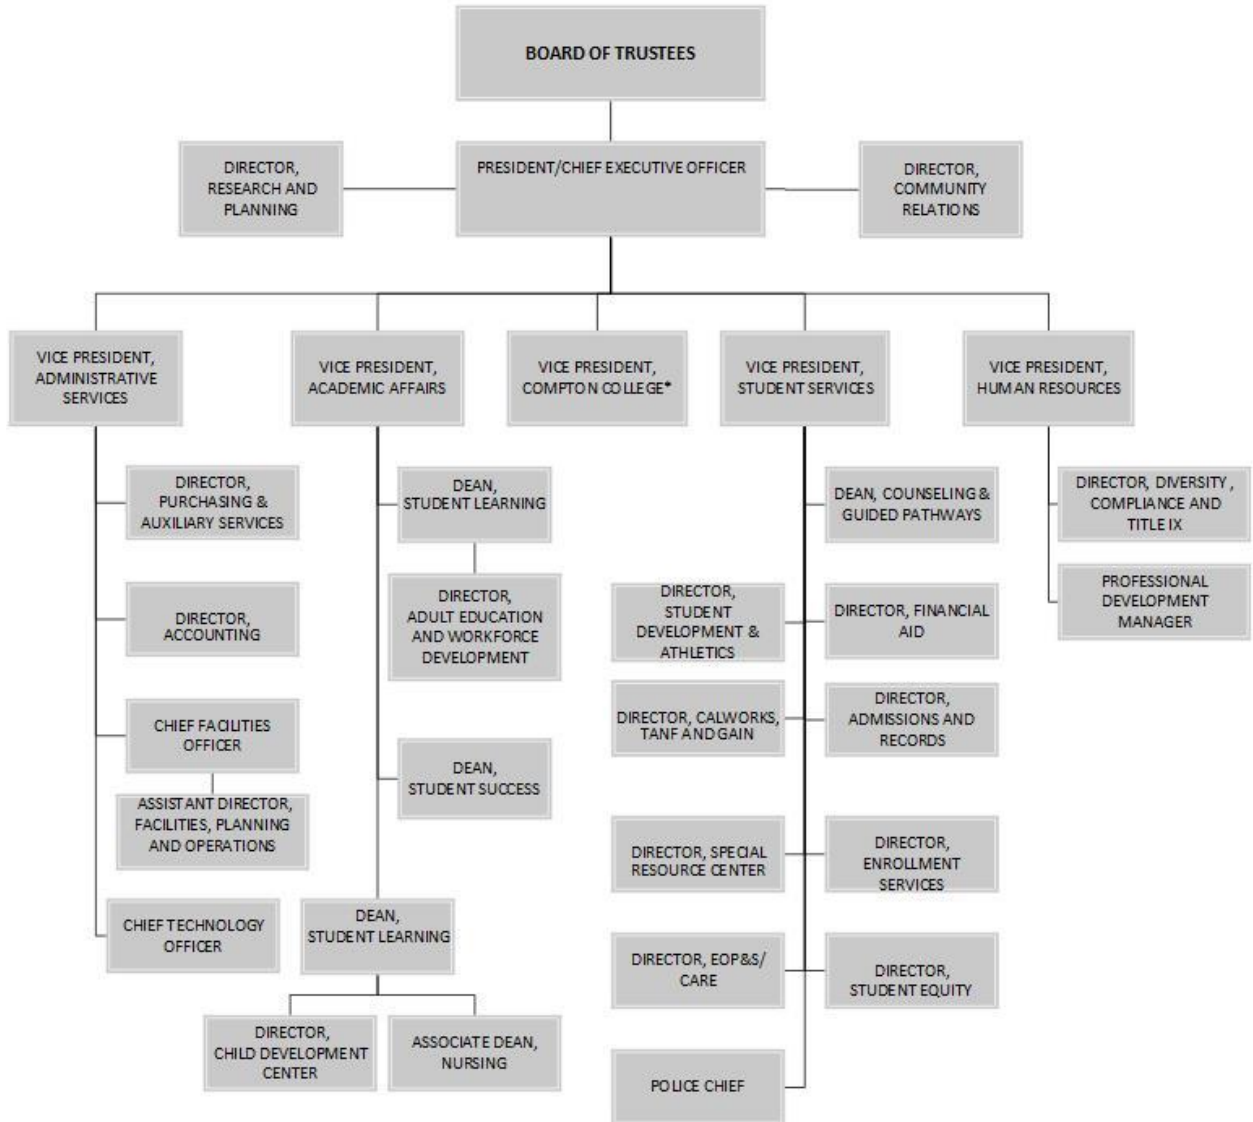 BOARD OF TRUSTEES
DIRECTOR,
RESEARCH AND
PLANNING
PRESIDENT/CHIEF EXECUTIVE OFFICER
DIRECTOR,
COMMUNITY
RELATIONS
VICE PRESIDENT,
ADMINISTRATIVE
SERVICES
VICE PRESIDENT,
ACADEMIC AFFAIRS
VICE PRESIDENT,
COMPTON COLLEGE*
VICE PRESIDENT,
STUDENT SERVICES
VICE PRESIDENT,
HUMAN RESOURCES
DIRECTOR,
PURCHASING &
AUXILIARY SERVICES
DIRECTOR,
ACCOUNTING
CHIEF FACILITIES
OFFICER
ASSISTANT DIRECTOR,
FACILITIES, PLANNING
AND OPERATIONS
CHIEF TECHNOLOGY
OFFICER
DEAN,
STUDENT LEARNING
DIRECTOR,
ADULT EDUCATION
AND WORKFORCE
DEVELOPMENT
DEAN,
STUDENT SUCCESS
DEAN,
STUDENT LEARNING
DIRECTOR,
CHILD DEVELOPMENT
CENTER
ASSOCIATE DEAN,
NURSING
DEAN, COUNSELING &
GUIDED PATHWAYS
DIRECTOR,
STUDENT
DEVELOPMENT &
ATHLETICS
DIRECTOR, FINANCIAL
AID
DIRECTOR, CALWORKS,
TANF AND GAIN
DIRECTOR,
ADMISSIONS AND
RECORDS
DIRECTOR, SPECIAL
RESOURCE CENTER
DIRECTOR,
ENROLLMENT
SERVICES
DIRECTOR, EOP&S/
CARE
DIRECTOR,
STUDENT EQUITY
POLICE CHIEF
DIRECTOR, DIVERSITY,
COMPLIANCE AND
TITLE IX
PROFESSIONAL
DEVELOPMENT
MANAGER